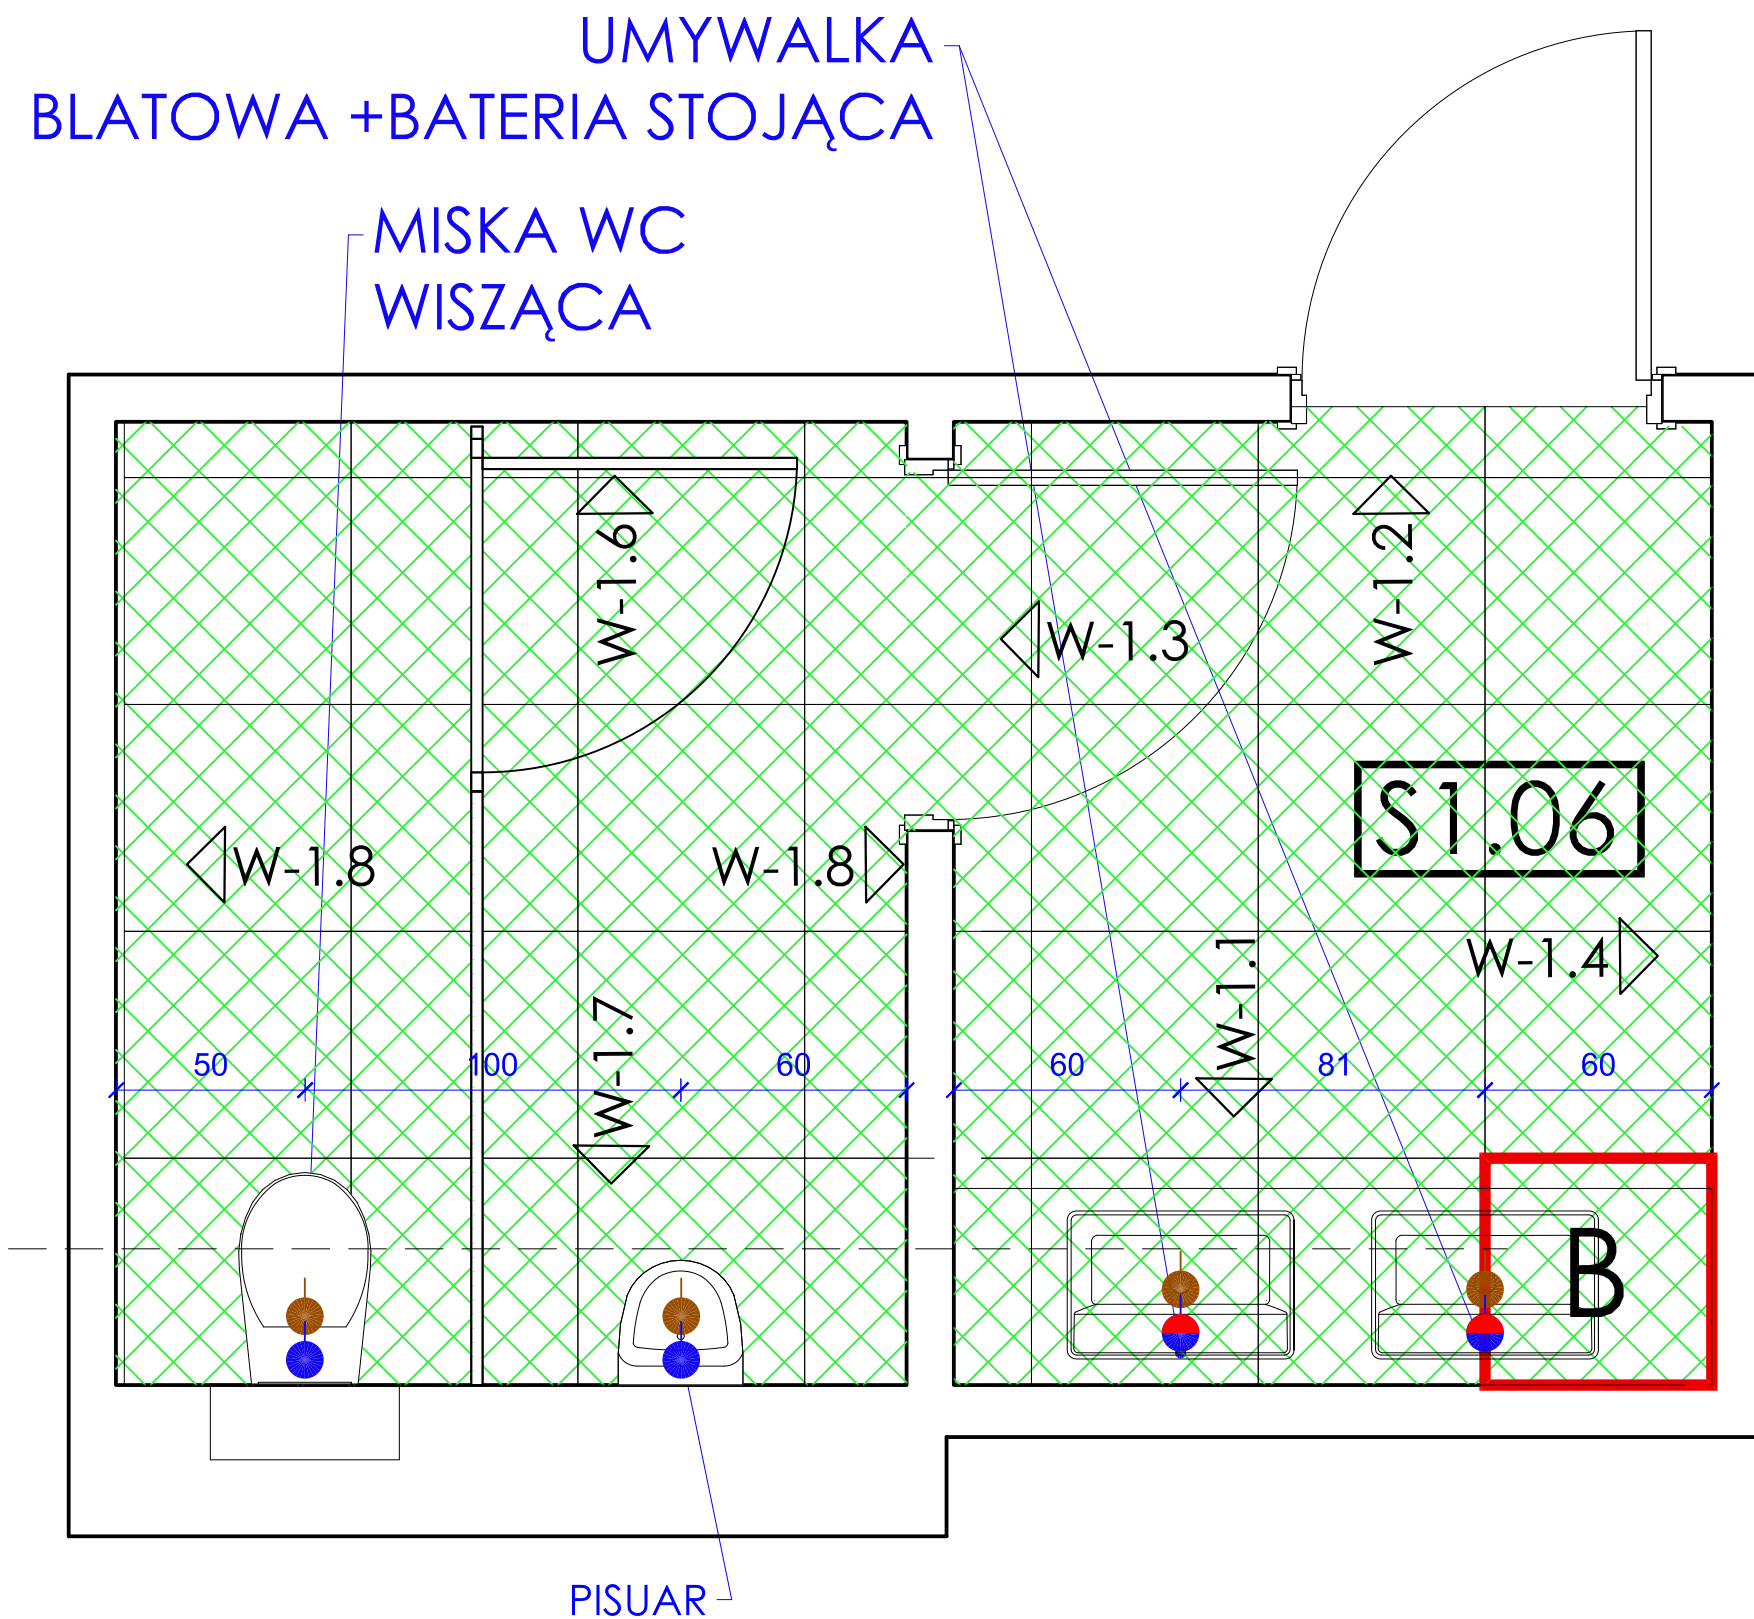 UMYWALKA
BLATOWA +BATERIA STOJĄCA
MISKA WC
WISZĄCA
W-1.6
W-1.2
W-1.3
S1.06
W-1.8
W-1.8
W-1.4
W-1.1
W-1.7
50
100
60
60
81
60
B
PISUAR